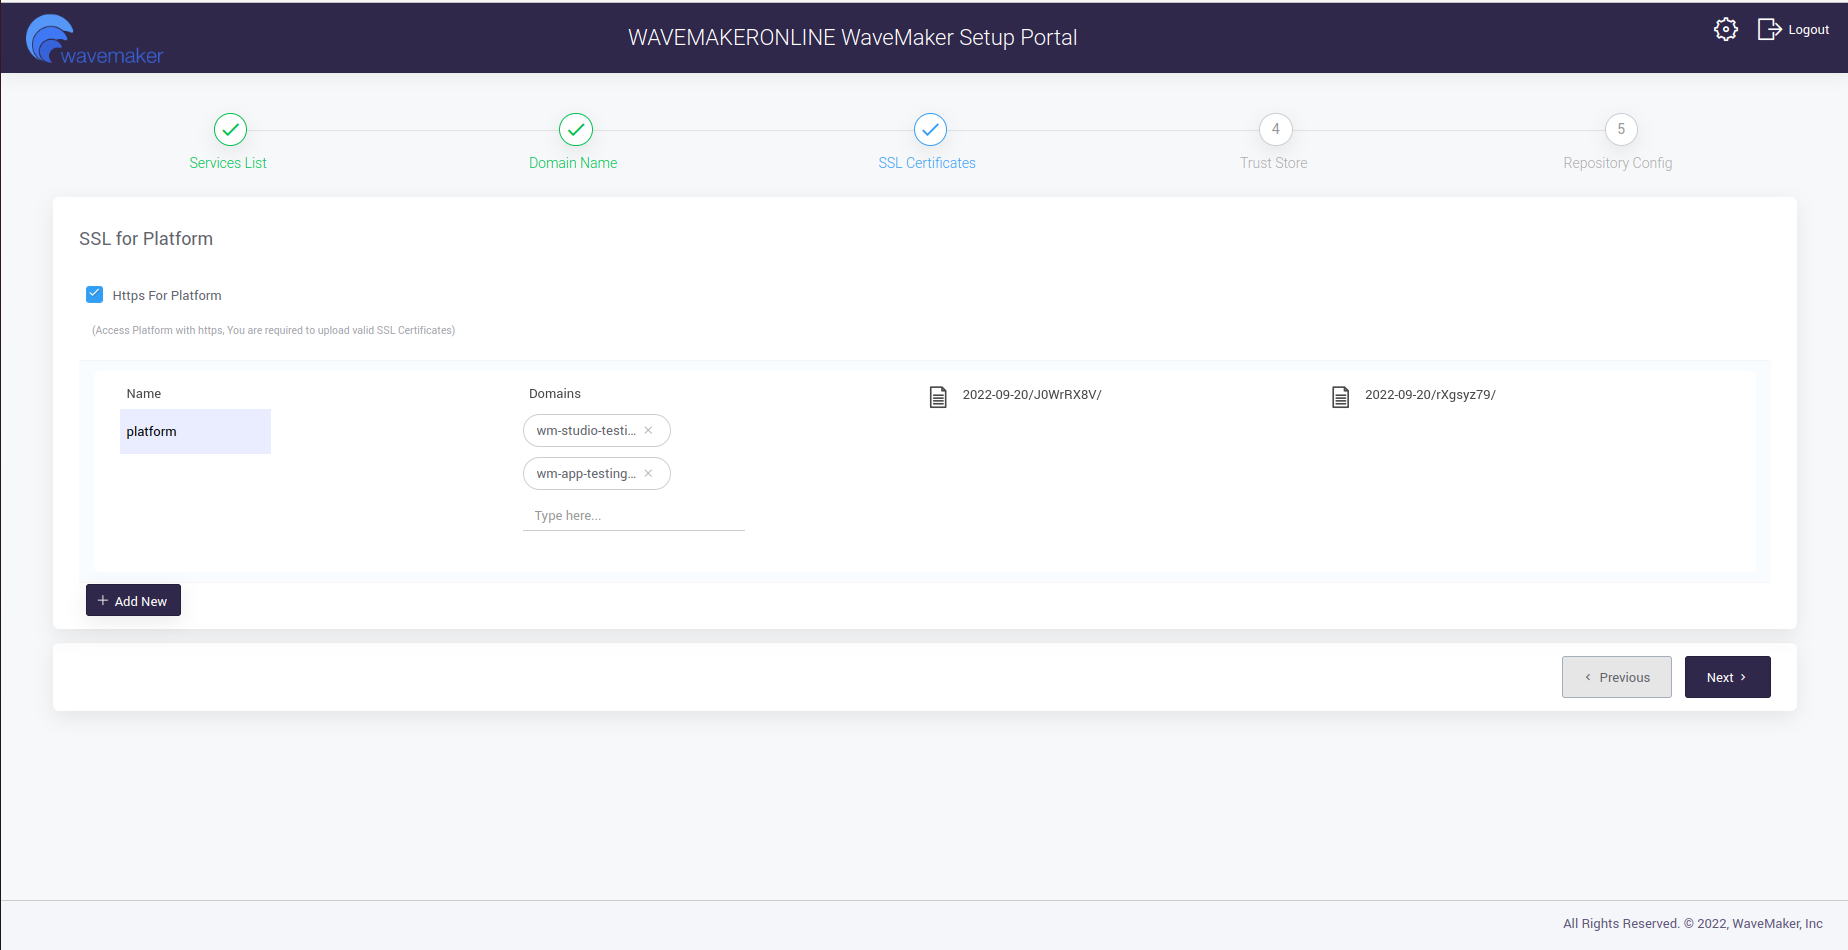 wavemaker
WAVEMAKERONLINE WaveMaker Setup Portal
Logout
4
5
Services List
Domain Name
SSL Certificates
Trust Store
Repository Config
SSL for Platform
Https For Platform
(Access Platform with https, You are required to upload valid SSL Certificates)
Name
Domains
2022-09-20/J0WrRX8V/
2022-09-20/rXgsyz79/
platform
wm-studio-testi... ×
wm-app-testing... ×
Type here...
+ Add New
‹ Previous
Next ›
All Rights Reserved. © 2022, WaveMaker, Inc